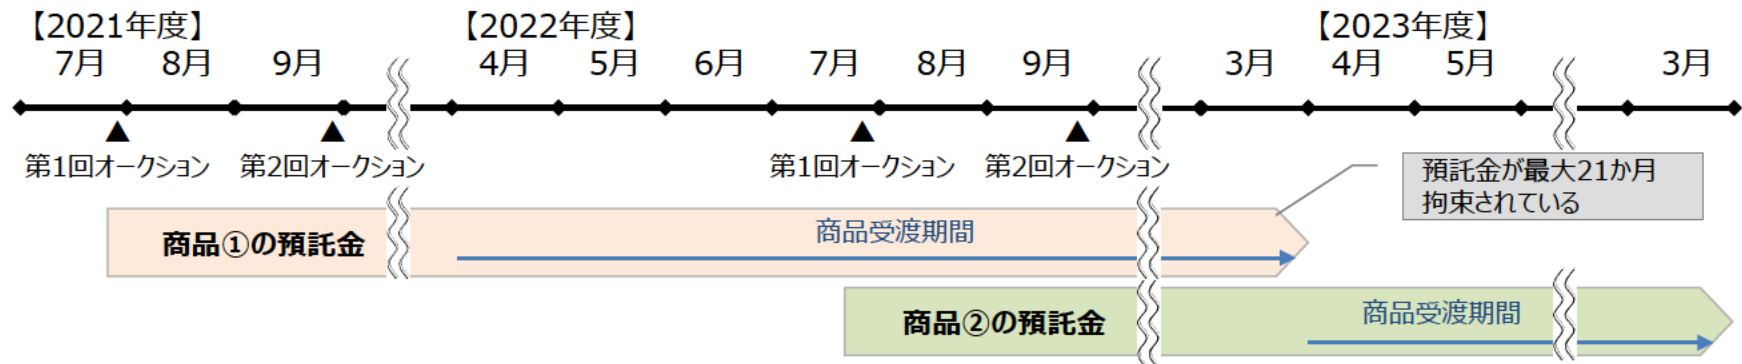 【2021年度】
7月 8月 9月
【2022年度】
4月 5月 6月 7月 8月 9月 3月
【2023年度】
4月 5月 3月
第1回オークション 第2回オークション 第1回オークション 第2回オークション
預託金が最大21か月
拘束されている
商品①の預託金 商品受渡期間
商品②の預託金 商品受渡期間